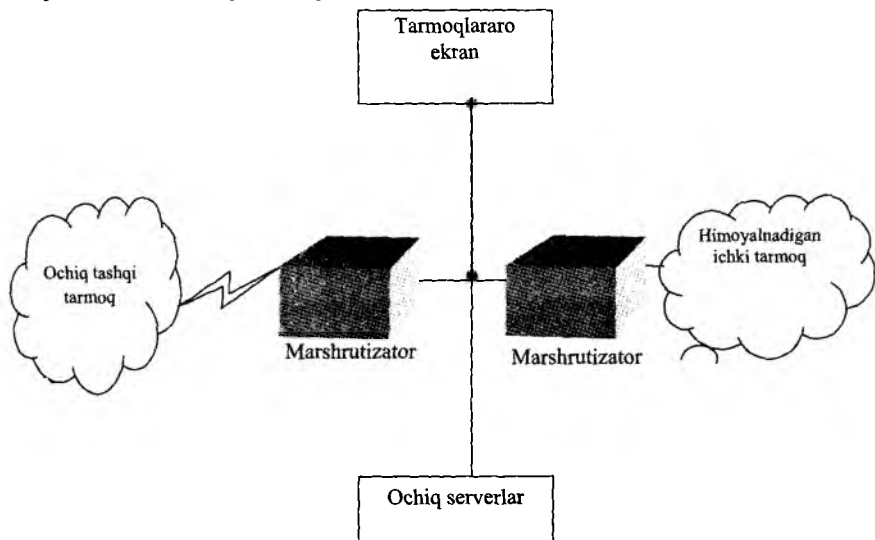 Tarmoqlararo
ekran
Ochiq tashqi
tarmoq
Marshrutizator
Marshrutizator
Himoyalnadigan
ichki tarmoq
Ochiq serverlar